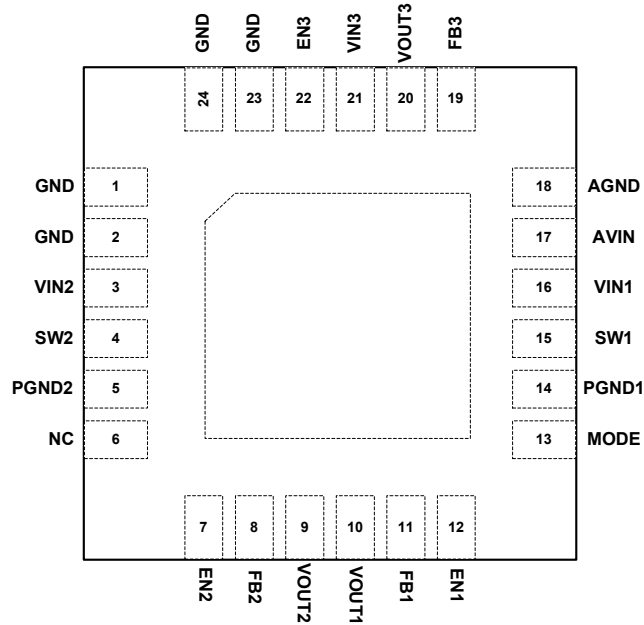 GND GND EN3 VIN3 VOUT3 FB3
24 23 22 21 20 19
GND 1 18 AGND
GND 2 17 AVIN
VIN2 3 16 VIN1
SW2 4 15 SW1
PGND2 5 14 PGND1
NC 6 13 MODE
7 8 9 10 11 12
EN2 FB2 VOUT2 VOUT1 FB1 EN1